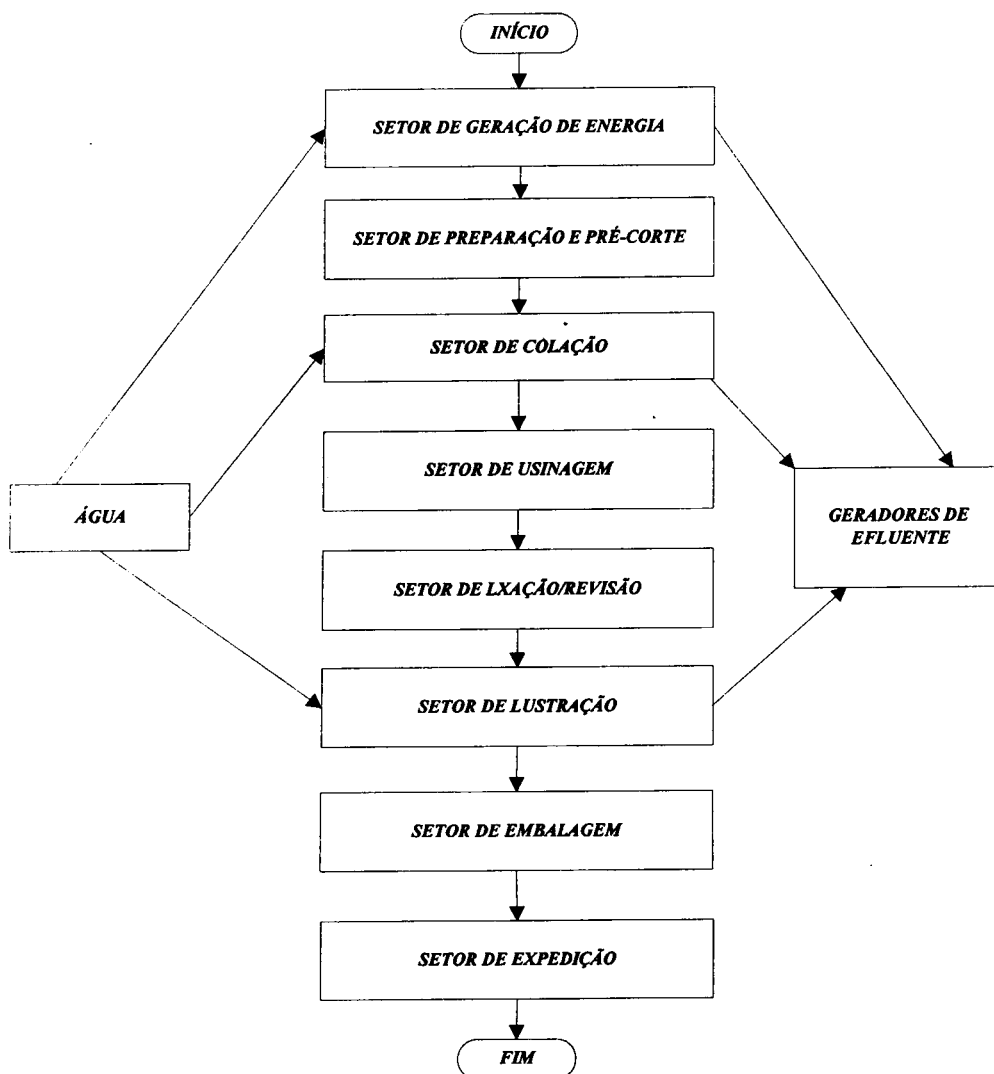 INÍCIO
SETOR DE GERAÇÃO DE ENERGIA
SETOR DE PREPARAÇÃO E PRÉ-CORTE
SETOR DE COLAÇÃO
SETOR DE USINAGEM
ÁGUA
GERADORES DE
EFLUENTE
SETOR DE LXAÇÃO/REVISÃO
SETOR DE LUSTRAÇÃO
SETOR DE EMBALAGEM
SETOR DE EXPEDIÇÃO
FIM